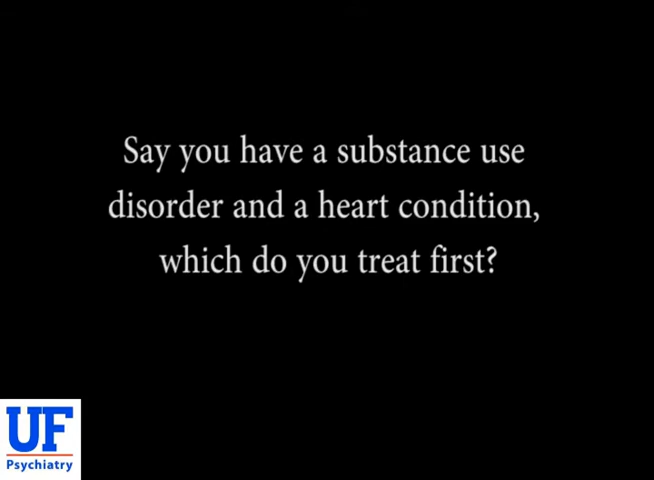 Say you have a substance use
disorder and a heart condition,
which do you treat first?
UF
Psychiatry